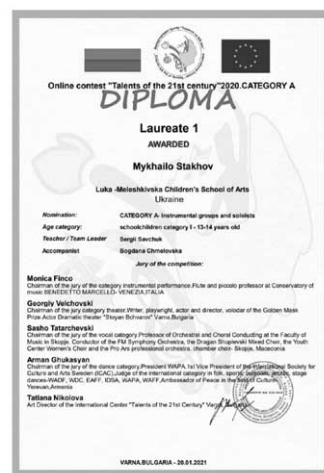 Online contest "Talents of the 21st century"2020.CATEGORY A
DIPLOMA
Laureate 1
AWARDED
Mykhailo Stakhov
Luka -Meleshkivska Children's School of Arts
Ukraine
Nomination: CATEGORY A- Instrumental groups and soloists
Age category: schoolchildren category I - 13-14 years old
Teacher / Team Leader Sergii Savchuk
Accompanist Bogdana Chmelovska
Jury of the competition:
Monica Finco
Chairman of the jury of the category instrumental performance.Flute and piccolo professor at Conservatory of
music BENEDETTO MARCELLO- VENEZIA,ITALIA
Georgiy Velchovski
Chairman of the jury category theater.Writer, playwright, actor and director, volodar of the Golden Mask
Prize Actor Dramatic theater "Stoyan Bchvarov" Varna.Bulgaria
Sasho Tatarchevski
Chairman of the jury of the vocal category Professor of Orchestral and Choral Conducting at the Faculty of
Music in Skopje. Conductor of the FM Symphony Orchestra, the Dragan Shuplevski Mixed Choir, the Youth
Center Women's Choir and the Pro Ars professional orchestra, chamber choir- Skopje, Macedonia
Arman Ghukasyan
Chairman of the jury of the dance category,President WAPA,1st Vice President of the International Society for
Culture and Arts Sweden (ICAC),Judge of the international category in folk, sports, ballroom, jazz, stage
dances-WADF, WDC, EAFF, IDSA, WAPA, WAFF,Ambassador of Peace in the field of Culture-
Yerevan,Armenia
Tatiana Nikolova
Art Director of the International Center "Talents of the 21st Century" Varna,
VARNA.BULGARIA - 20.01.2021